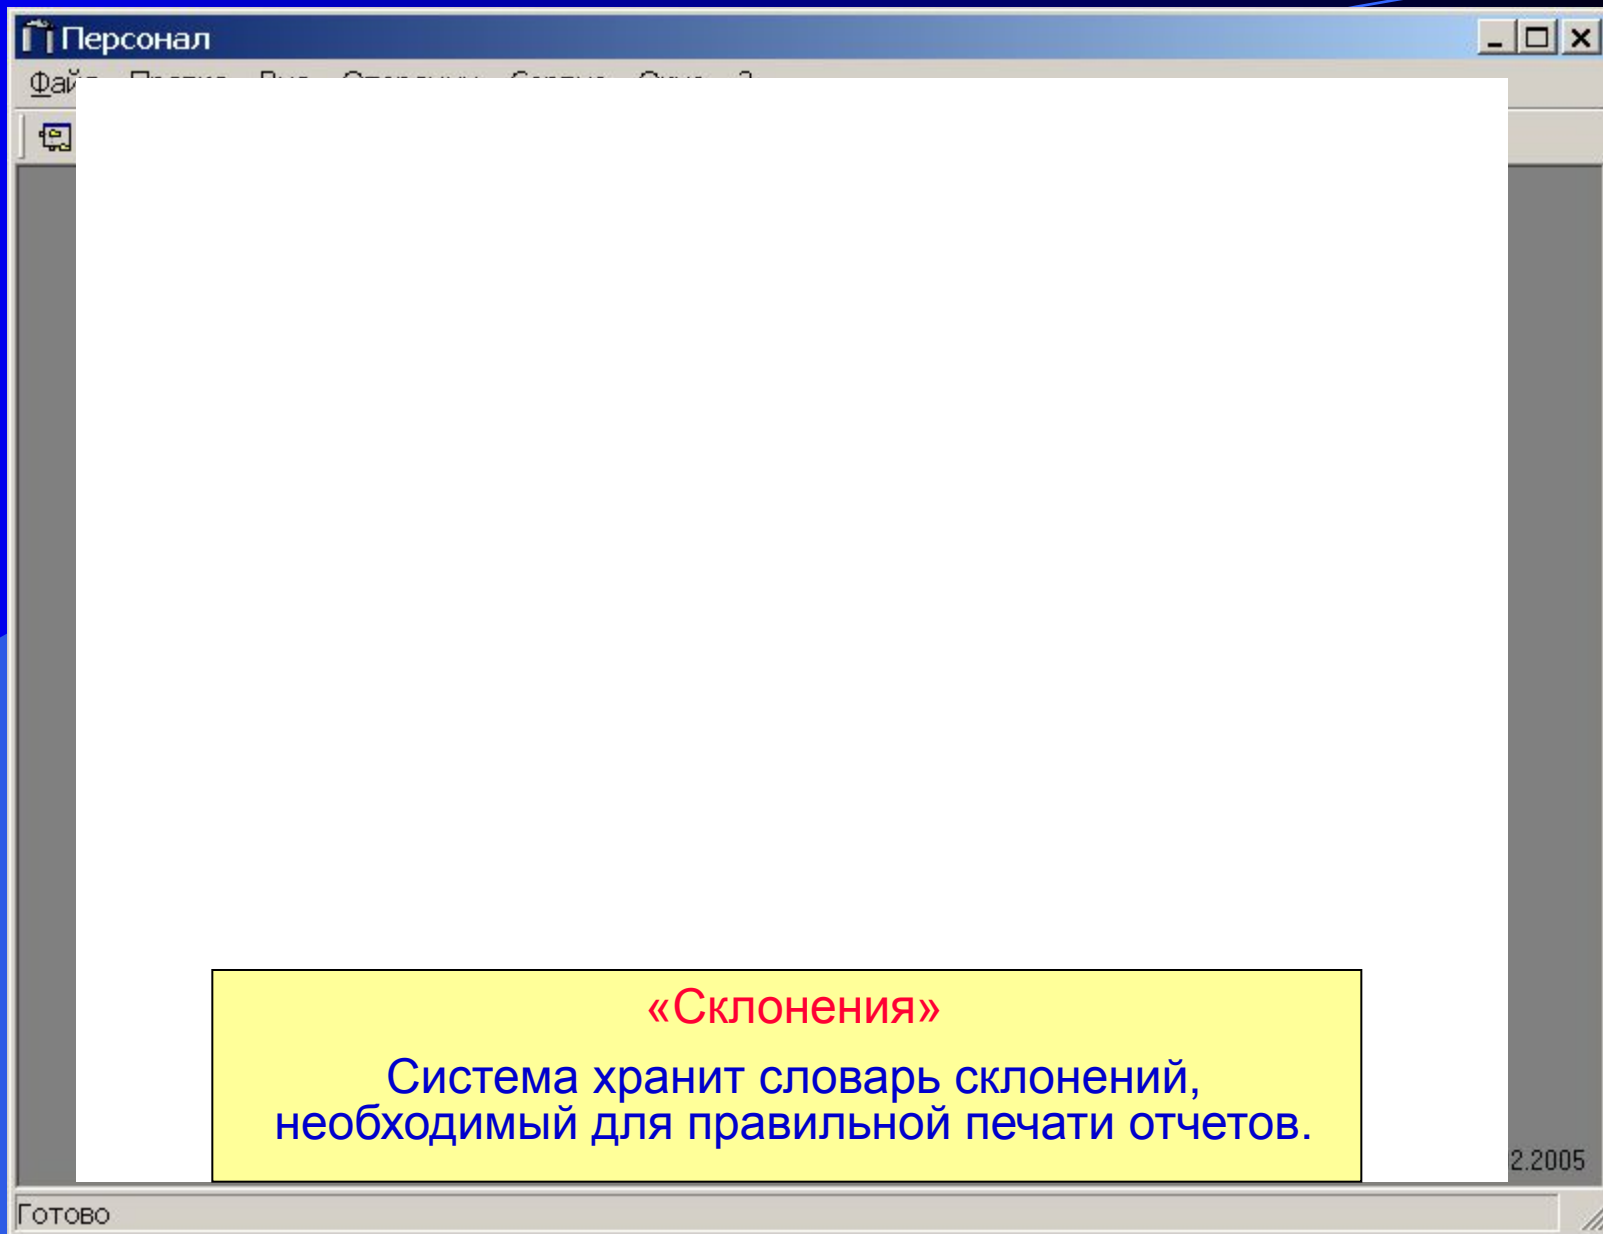 Персонал
«Склонения»
Система хранит словарь склонений,
необходимый для правильной печати отчетов.
2.2005
Готово